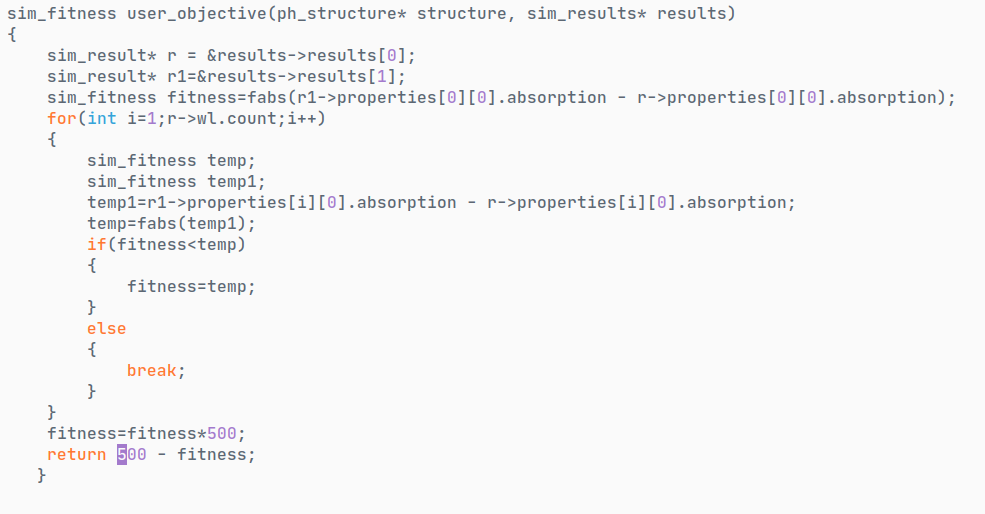 sim_fitness user_objective(ph_structure* structure, sim_results* results)
{
    sim_result* r = &results->results[0];
    sim_result* r1=&results->results[1];
    sim_fitness fitness=fabs(r1->properties[0][0].absorption - r->properties[0][0].absorption);
    for(int i=1;r->wl.count;i++)
    {
        sim_fitness temp;
        sim_fitness temp1;
        temp1=r1->properties[i][0].absorption - r->properties[i][0].absorption;
        temp=fabs(temp1);
        if(fitness<temp)
        {
            fitness=temp;
        }
        else
        {
            break;
        }
    }
    fitness=fitness*500;
    return 500 - fitness;
   }